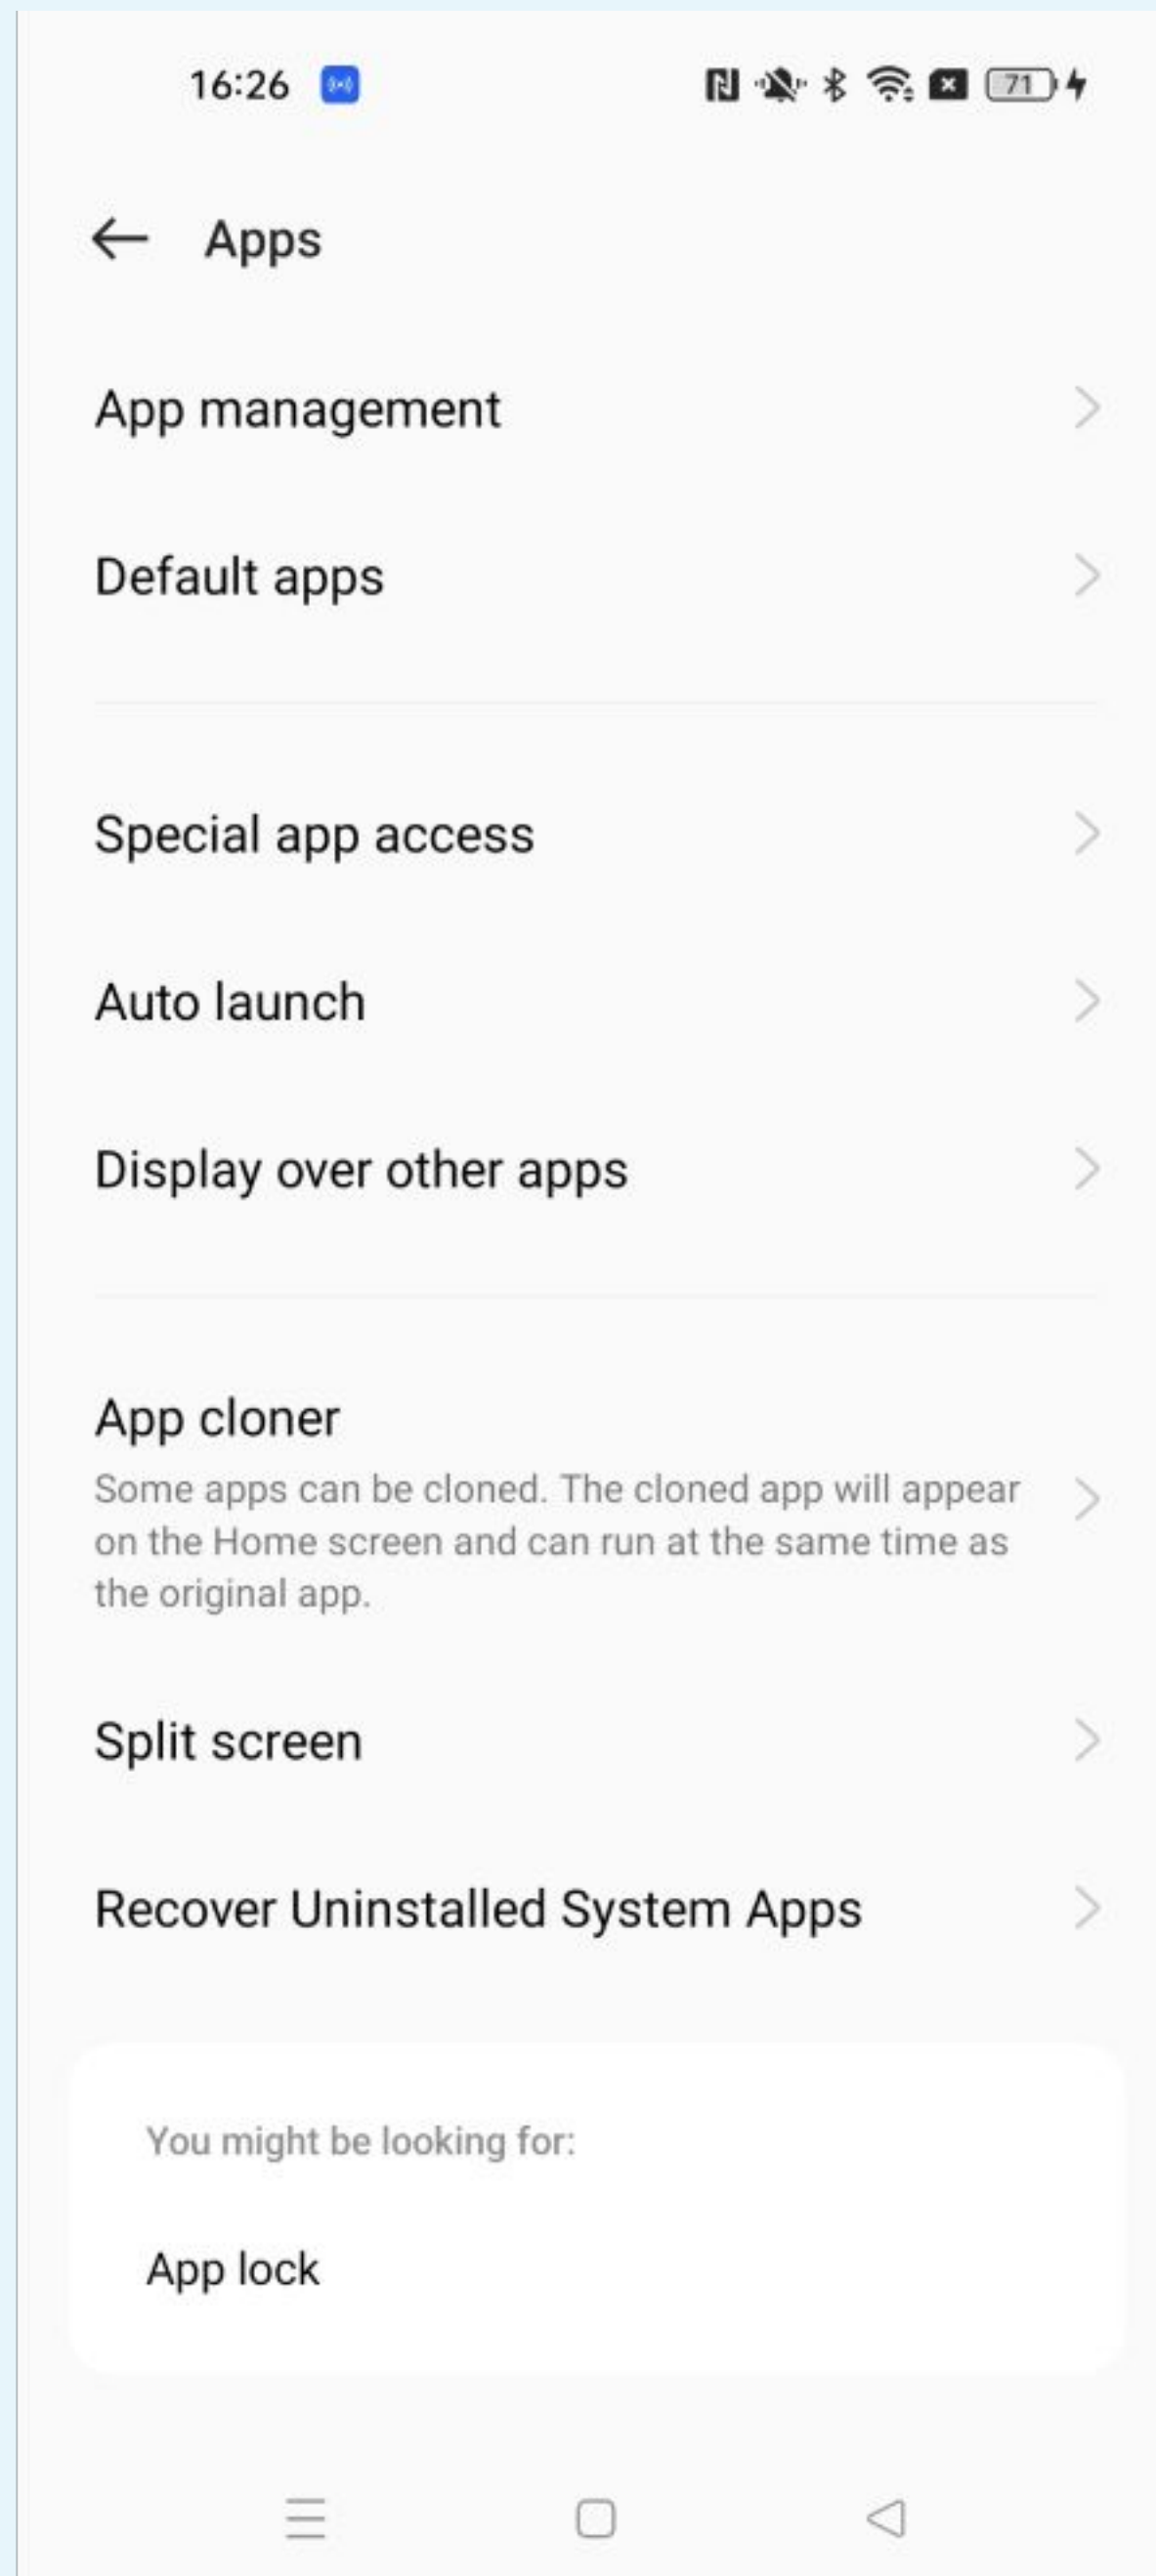 16:26
71
Apps
App management
Default apps
Special app access
Auto launch
Display over other apps
App cloner
Some apps can be cloned. The cloned app will appear
on the Home screen and can run at the same time as
the original app.
Split screen
Recover Uninstalled System Apps
You might be looking for:
App lock